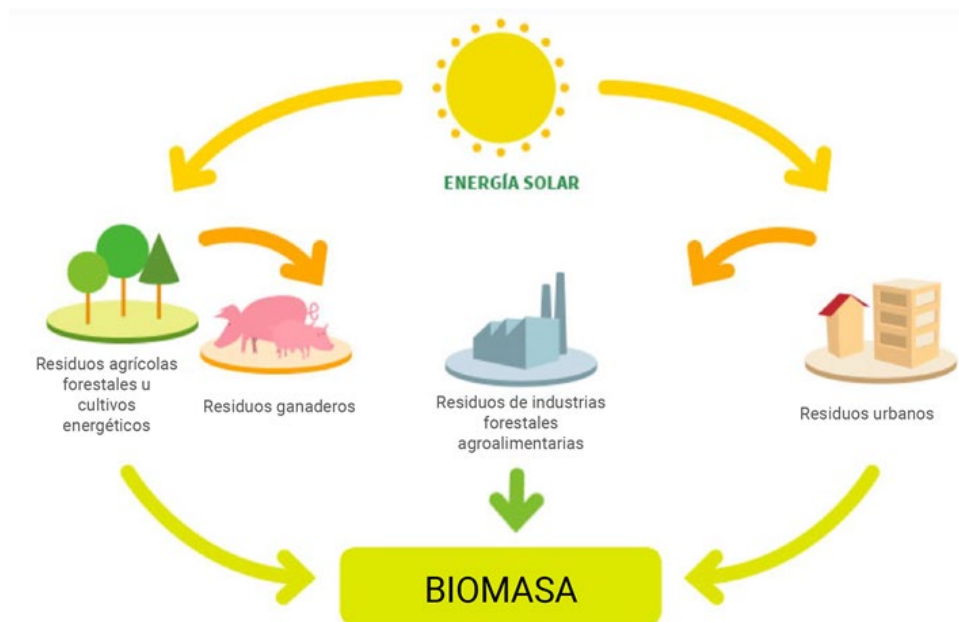 ENERGÍA SOLAR
Residuos agrícolas
forestales u
cultivos
energéticos
Residuos ganaderos
Residuos de industrias
forestales
agroalimentarias
Residuos urbanos
BIOMASA